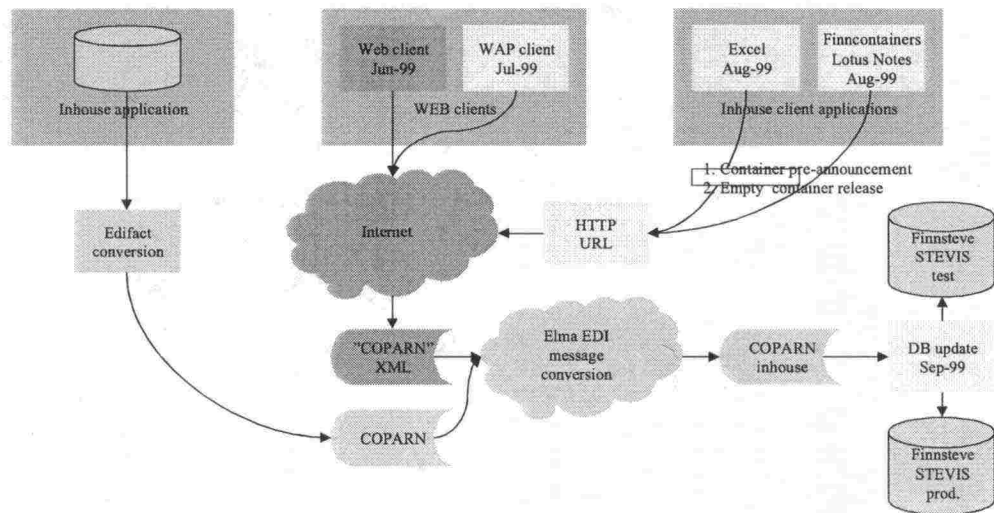 Web client
Jun-99
WAP client
Jul-99
WEB clients
Excel
Aug-99
Finncontainers
Lotus Notes
Aug-99
Inhouse client applications
Inhouse application
1. Container pre-announcement
2. Empty container release
Edifact
conversion
Internet
HTTP
URL
Finnsteve
STEVIS
test
"COPARN"
XML
Elma EDI
message
conversion
COPARN
inhouse
DB update
Sep-99
COPARN
Finnsteve
STEVIS
prod.